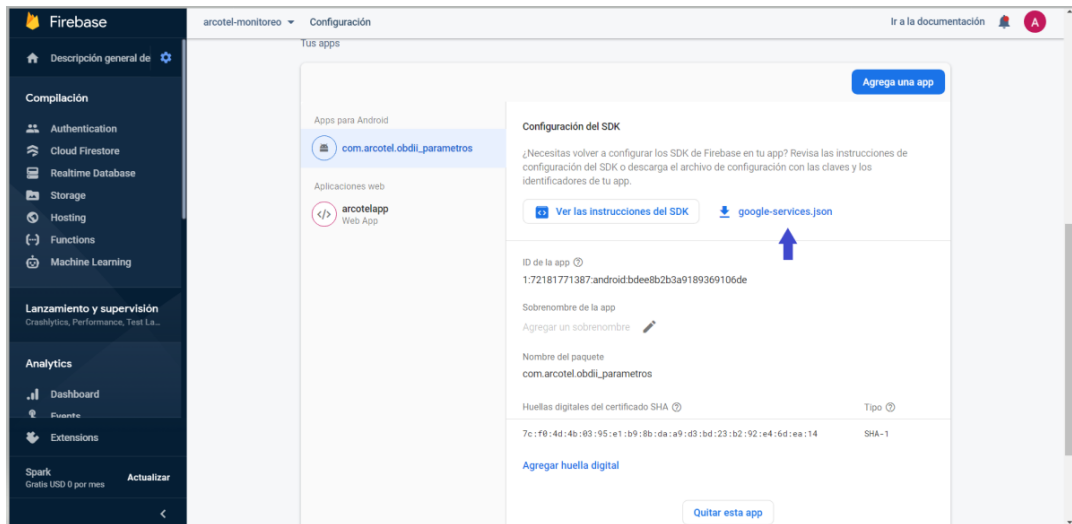 Firebase
arcotel-monitoreo
Configuración
Ir a la documentación
A
Descripción general de
Compilación
Authentication
Cloud Firestore
Realtime Database
Storage
Hosting
Functions
Machine Learning
Lanzamiento y supervisión
Crashlytics, Performance, Test La...
Analytics
Dashboard
Events
Extensions
Spark
Gratis USD 0 por mes
Actualizar
Tus apps
Agrega una app
Apps para Android
com.arcotel.obdii_parametros
Aplicaciones web
arcotelapp
Web App
Configuración del SDK
¿Necesitas volver a configurar los SDK de Firebase en tu app? Revisa las instrucciones de
configuración del SDK o descarga el archivo de configuración con las claves y los
identificadores de tu app.
Ver las instrucciones del SDK
google-services.json
ID de la app
1:72181771387:android:bdee8b2b3a9189369106de
Sobrenombre de la app
Agregar un sobrenombre
Nombre del paquete
com.arcotel.obdii_parametros
Huellas digitales del certificado SHA
Tipo
7c:f0:4d:4b:03:95:e1:b9:8b:da:a9:d3:bd:23:b2:92:e4:6d:ea:14
SHA-1
Agregar huella digital
Quitar esta app